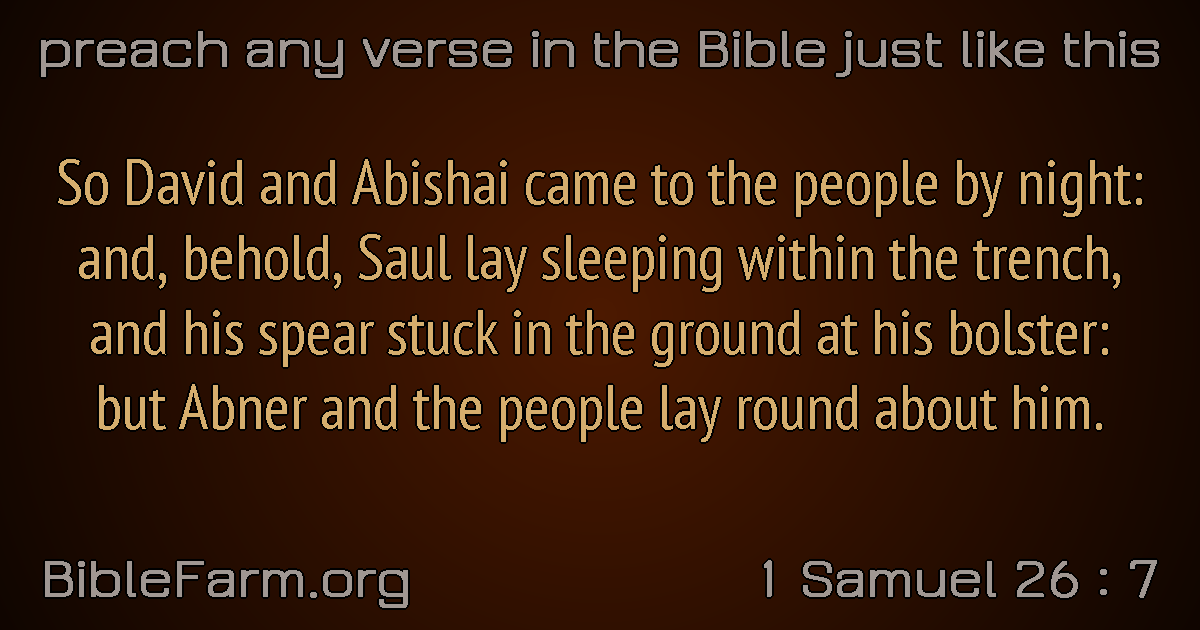 preach any verse in the Bible just like this
So David and Abishai came to the people by night:
and, behold, Saul lay sleeping within the trench,
and his spear stuck in the ground at his bolster:
but Abner and the people lay round about him.
BibleFarm.org
1 Samuel 26 : 7